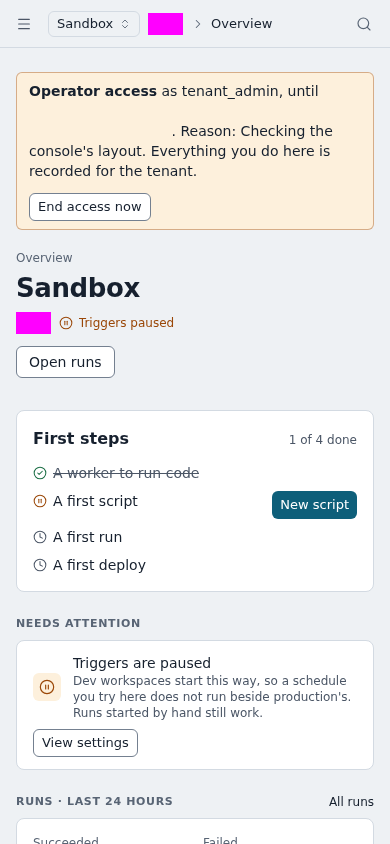 Sandbox
Overview
Operator access as tenant_admin, until
. Reason: Checking the
console's layout. Everything you do here is
recorded for the tenant.
End access now
Overview
Sandbox
Triggers paused
Open runs
First steps
1 of 4 done
A worker to run code
A first script
New script
A first run
A first deploy
NEEDS ATTENTION
Triggers are paused
Dev workspaces start this way, so a schedule
you try here does not run beside production's.
Runs started by hand still work.
View settings
RUNS · LAST 24 HOURS
All runs
Succeeded
Failed